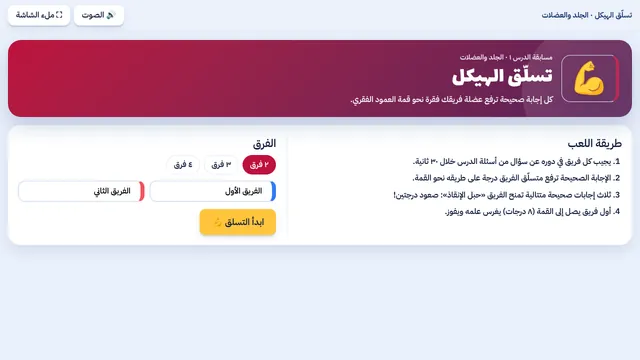 تسلّق الهيكل · الجلد والعضلات
🔊 الصوت
⛶ ملء الشاشة
مسابقة الدرس ١ · الجلد والعضلات
تسلّق الهيكل
كل إجابة صحيحة ترفع عضلة فريقك فقرة نحو قمة العمود الفقري.
طريقة اللعب
1. يجيب كل فريق في دوره عن سؤال من أسئلة الدرس خلال ٣٠ ثانية.
2. الإجابة الصحيحة ترفع متسلّق الفريق درجة على طريقه نحو القمة.
3. ثلاث إجابات صحيحة متتالية تمنح الفريق «حبل الإنقاذ»: صعود درجتين!
4. أول فريق يصل إلى القمة (٨ درجات) يغرس علمه ويفوز.
الفرق
٢ فرق
٣ فرق
٤ فرق
الفريق الأول
الفريق الثاني
ابدأ التسلق 💪